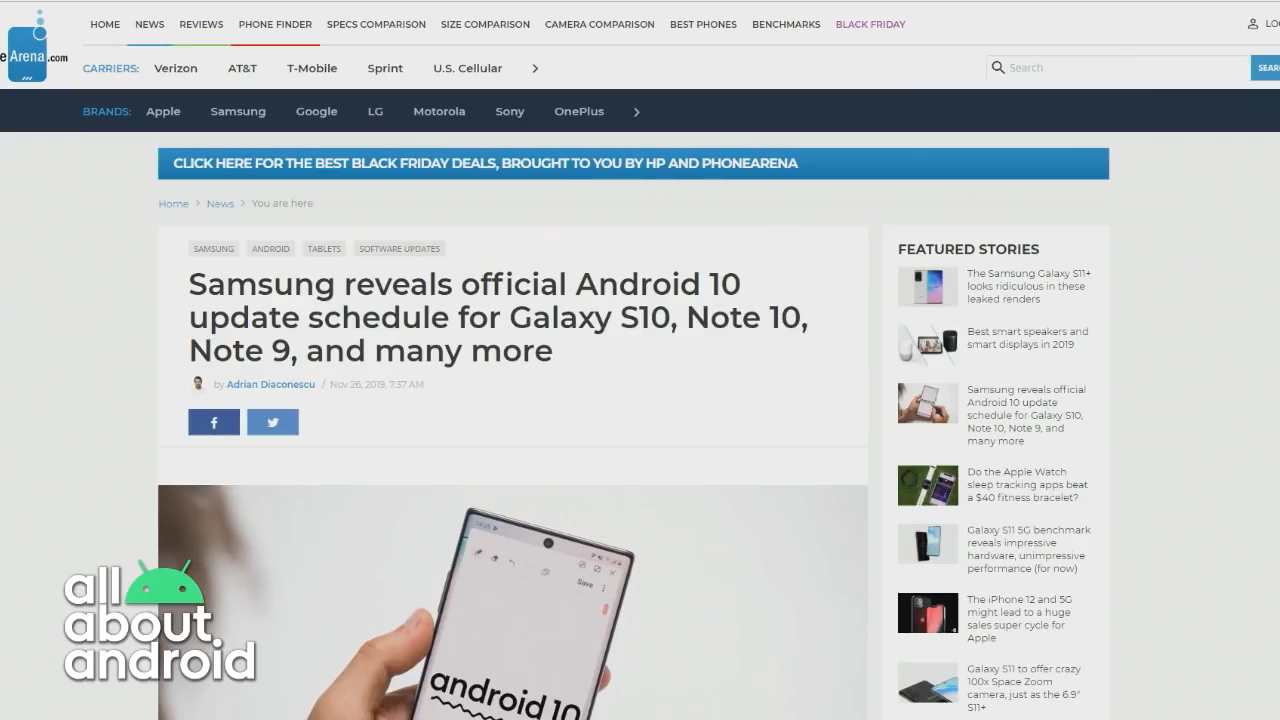 HOME NEWS REVIEWS PHONE FINDER SPECS COMPARISON SIZE COMPARISON CAMERA COMPARISON BEST PHONES BENCHMARKS BLACK FRIDAY
Arena.com
CARRIERS: Verizon AT&T T-Mobile Sprint U.S. Cellular
Search
BRANDS: Apple Samsung Google LG Motorola Sony OnePlus
CLICK HERE FOR THE BEST BLACK FRIDAY DEALS, BROUGHT TO YOU BY HP AND PHONEARENA
Home > News > You are here
SAMSUNG ANDROID TABLETS SOFTWARE UPDATES
Samsung reveals official Android 10
update schedule for Galaxy S10, Note 10,
Note 9, and many more
by Adrian Diaconescu / Nov 26, 2019, 7:37 AM
FEATURED STORIES
The Samsung Galaxy S11+
looks ridiculous in these
leaked renders
Best smart speakers and
smart displays in 2019
Samsung reveals official
Android 10 update
schedule for Galaxy S10,
Note 10, Note 9, and
many more
Do the Apple Watch
sleep tracking apps beat
a $40 fitness bracelet?
Galaxy S11 5G benchmark
reveals impressive
hardware, unimpressive
performance (for now)
The iPhone 12 and 5G
might lead to a huge
sales super cycle for
Apple
Galaxy S11 to offer crazy
100x Space Zoom
camera, just as the 6.9"
S11+
Save
android 10
all
about
android